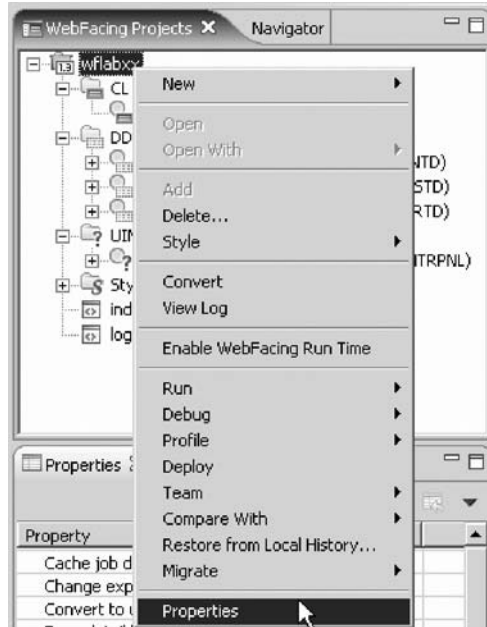 WebFacing Projects
Navigator
wflabxx
CL
New
Open
Open With
DD
NTD)
STD)
RTD)
Add
Delete...
Style
UIM
TRPNL)
Sty
Convert
View Log
ind
log
Enable WebFacing Run Time
Run
Debug
Profile
Deploy
Team
Compare With
Restore from Local History...
Migrate
Properties
Properties
Property
Cache job d
Change exp
Convert to u